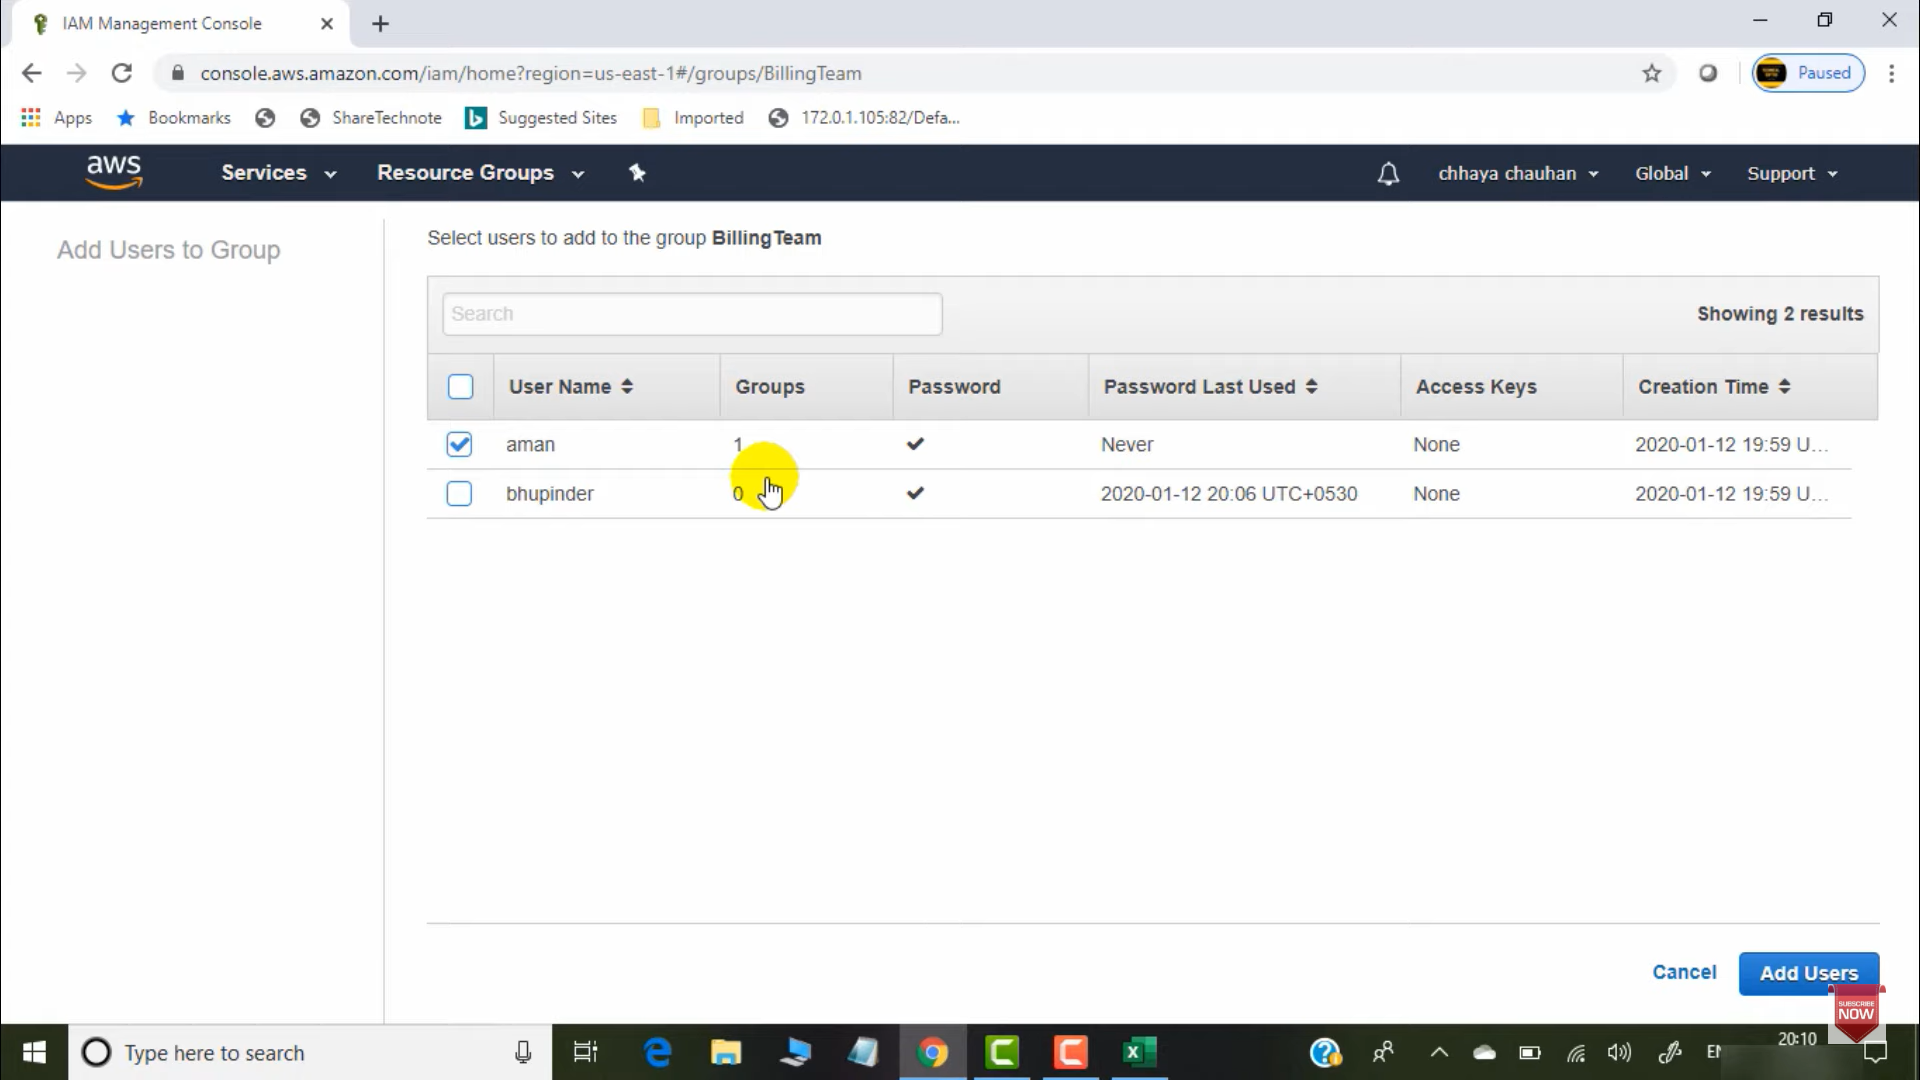 IAM Management Console
console.aws.amazon.com/iam/home?region=us-east-1#/groups/BillingTeam
Paused
Apps
Bookmarks
ShareTechnote
Suggested Sites
Imported
172.0.1.105:82/Defa...
aws
Services
Resource Groups
chhaya chauhan
Global
Support
Add Users to Group
Select users to add to the group BillingTeam
Search
Showing 2 results
User Name Groups Password Password Last Used Access Keys Creation Time
aman 1 Never None 2020-01-12 19:59 U...
bhupinder 0 2020-01-12 20:06 UTC+0530 None 2020-01-12 19:59 U...
Cancel
Add Users
SUBSCRIBE
NOW
Type here to search
20:10